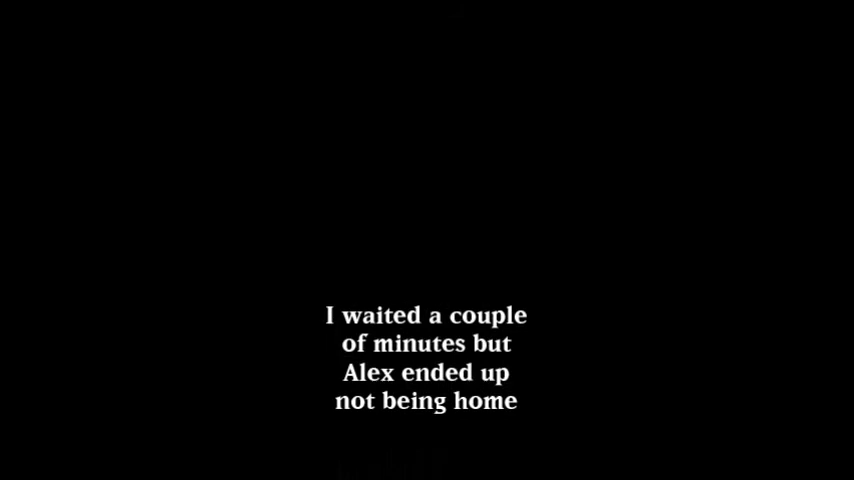 I waited a couple
of minutes but
Alex ended up
not being home